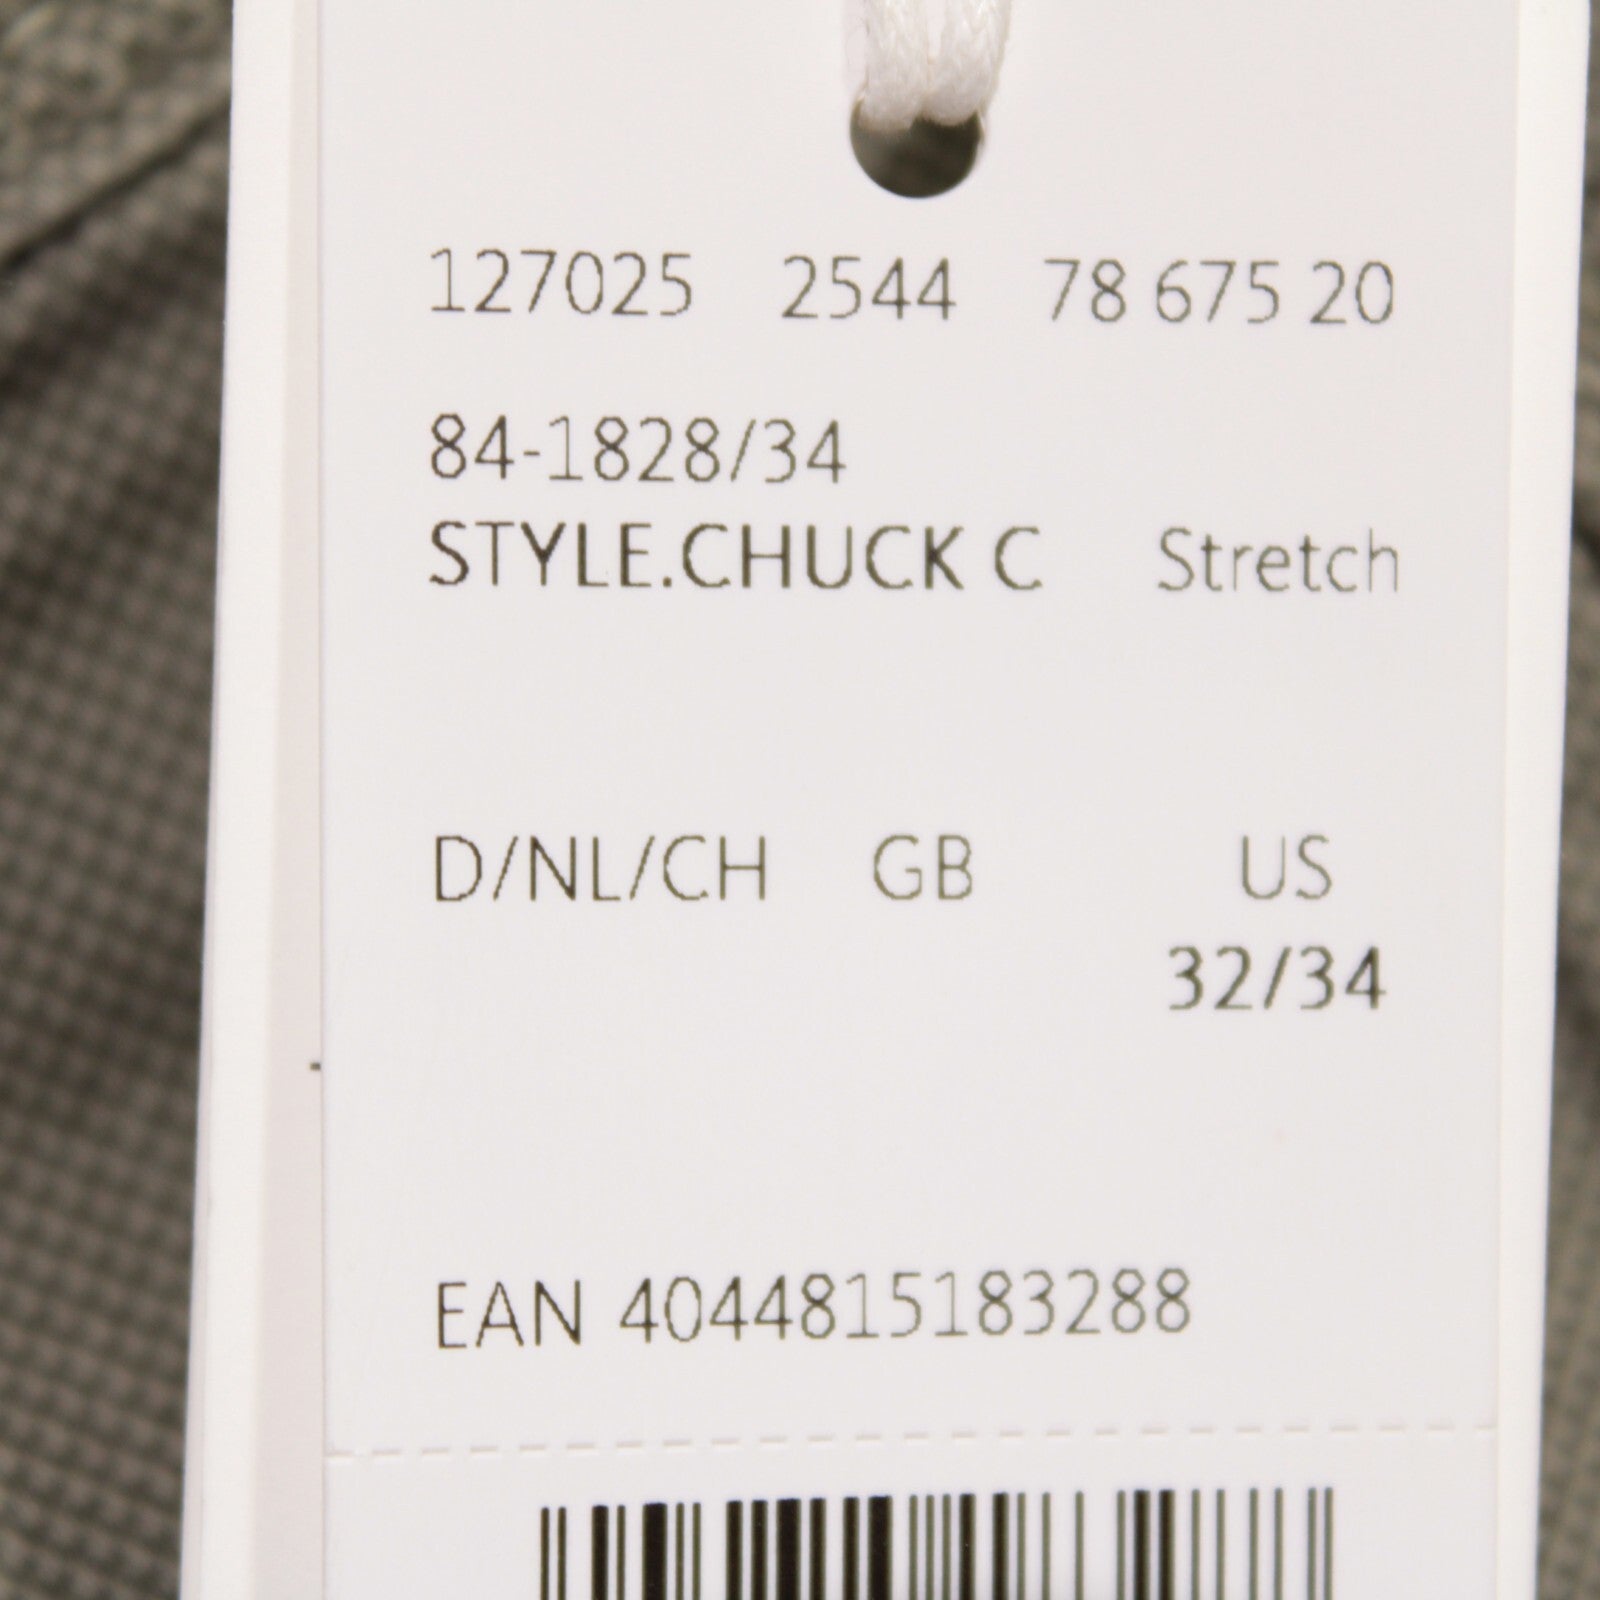 127025 2544 78 675 20
84-1828/34
STYLE.CHUCK C Stretch
D/NL/CH GB US
32/34
EAN 4044815183288